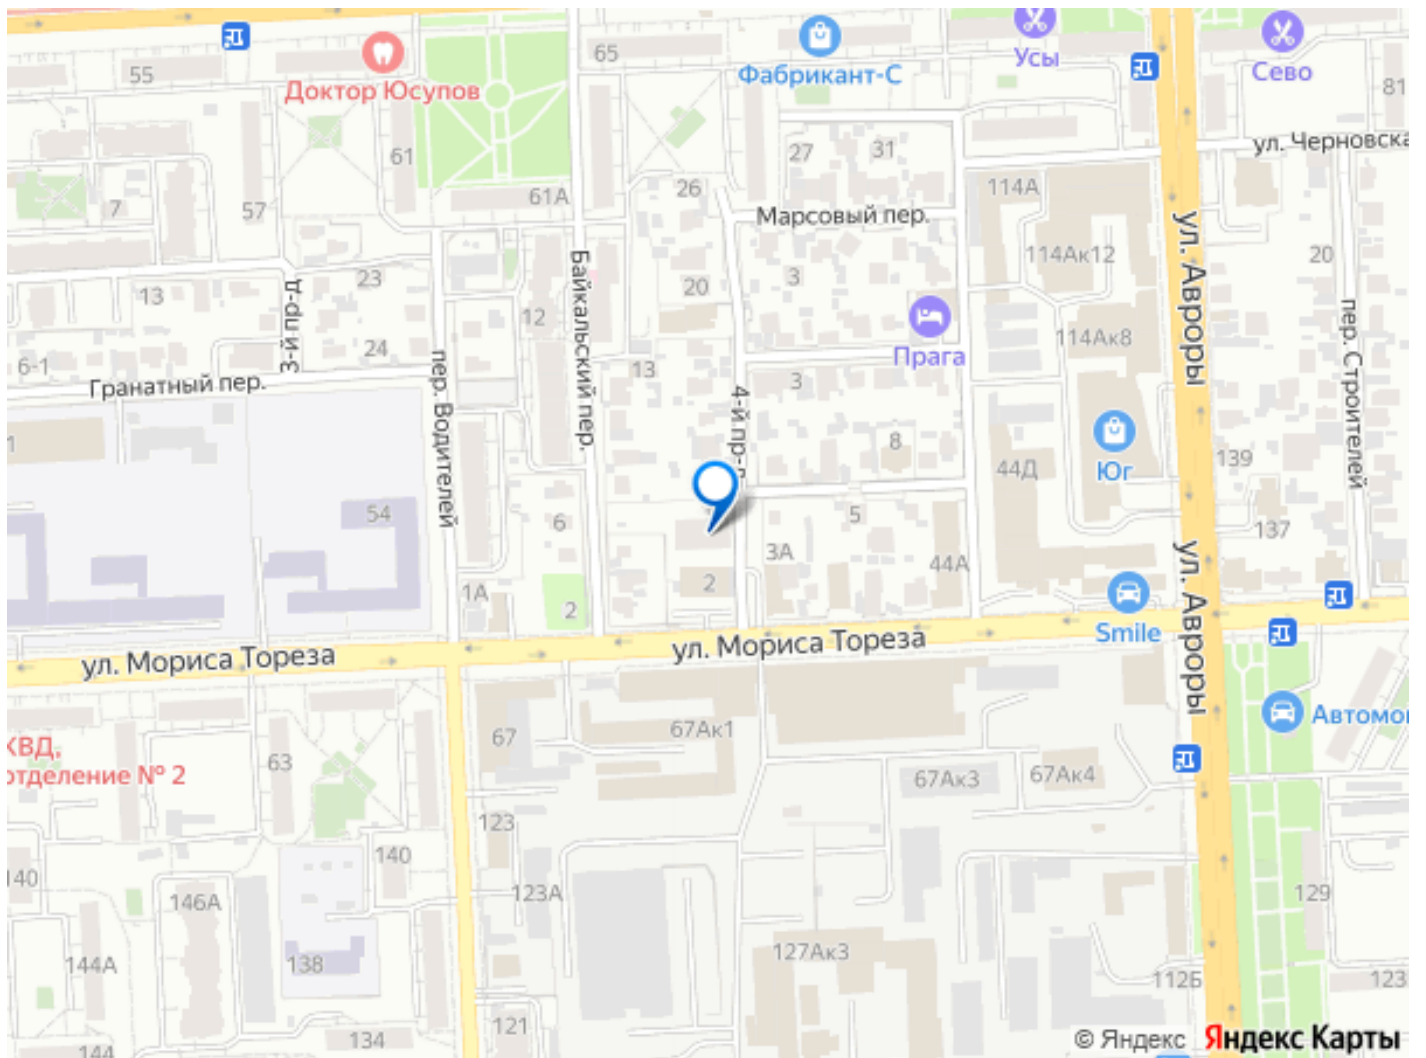 55
Доктор Юсупов
65
Фабрикант-С
Усы
Сево
81
ул. Черновска
27
31
61
26
114А
7
57
61А
Марсовый пер.
ул. Авроры
114Ак12
20
23
3
20
13
3-й пр-д
Байкальский пер.
12
Прага
114Ак8
пер. Строителей
6-1
24
Гранатный пер.
пер. Водителей
13
4-й пр-д
3
8
Юг
44Д
139
1
54
6
5
137
3А
44А
ул. Авроры
1А
2
2
Smile
ул. Мориса Тореза
ул. Мориса Тореза
67
67Ак1
Автомо
КВД,
отделение № 2
63
67Ак3
67Ак4
123
140
140
146А
123А
129
127Ак3
144А
138
112Б
123
121
134
144
© Яндекс Яндекс Карты